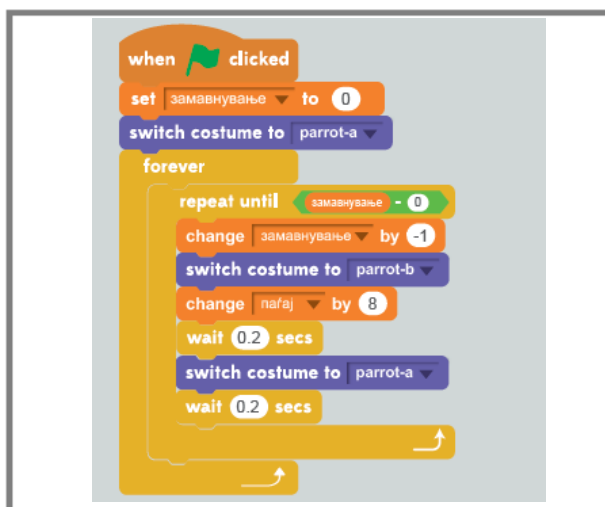 when clicked
set замавнување to 0
switch costume to parrot-a
forever
repeat until замавнување - 0
change замавнување by -1
switch costume to parrot-b
change паѓај by 8
wait 0.2 secs
switch costume to parrot-a
wait 0.2 secs